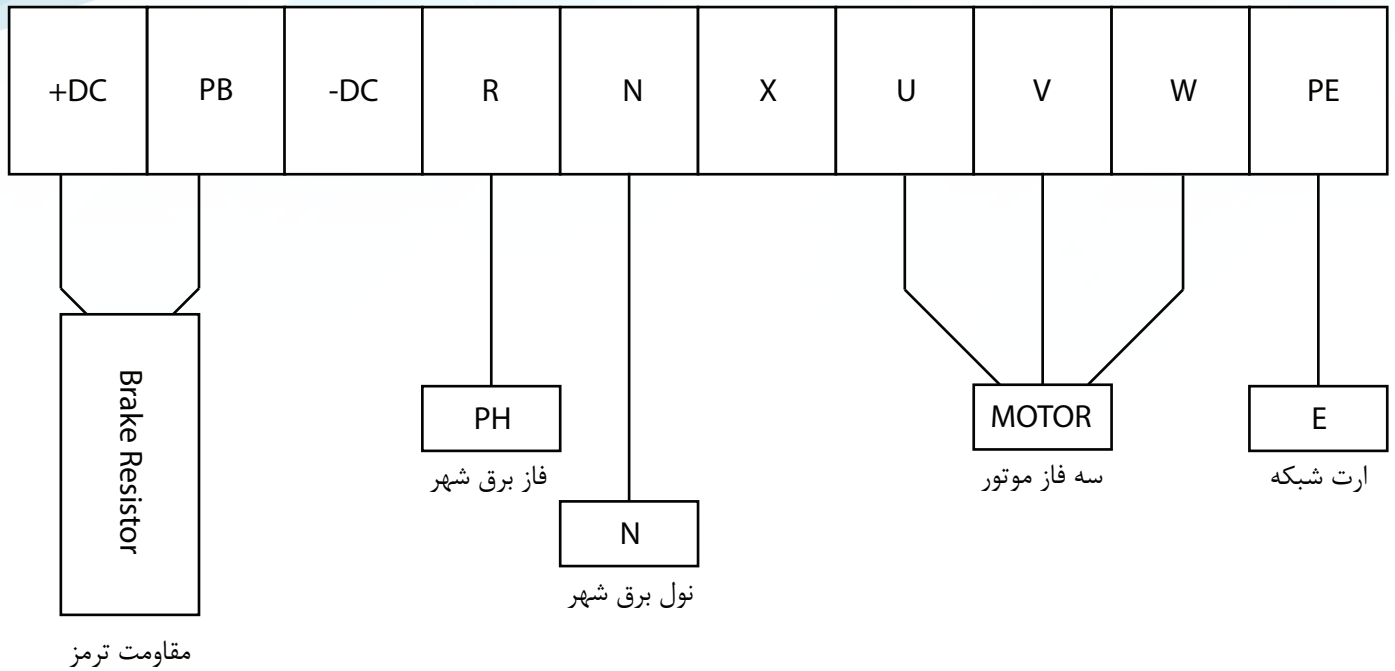 +DC PB -DC R N X U V W PE
Brake Resistor
مقاومت ترمز
PH
فاز برق شهر
N
نول برق شهر
MOTOR
سه فاز موتور
E
ارت شبکه